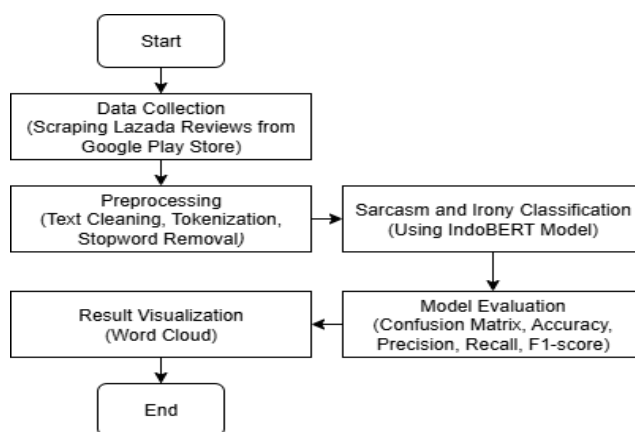 Start
Data Collection
(Scraping Lazada Reviews from
Google Play Store)
Preprocessing
(Text Cleaning, Tokenization,
Stopword Removal)
Sarcasm and Irony Classification
(Using IndoBERT Model)
Model Evaluation
(Confusion Matrix, Accuracy,
Precision, Recall, F1-score)
Result Visualization
(Word Cloud)
End